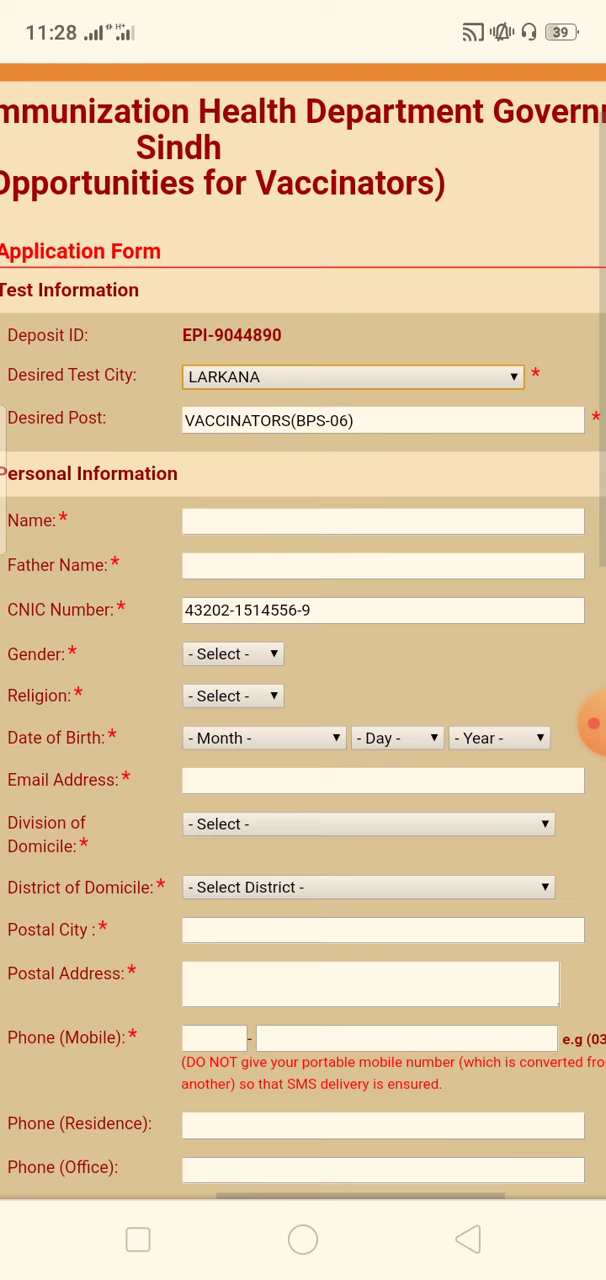 11:28 H+ 39
mmunization Health Department Govern
Sindh
Opportunities for Vaccinators)
Application Form
Test Information
Deposit ID: EPI-9044890
Desired Test City: LARKANA *
Desired Post: VACCINATORS(BPS-06) *
Personal Information
Name:*
Father Name:*
CNIC Number:* 43202-1514556-9
Gender:* - Select -
Religion:* - Select -
Date of Birth:* - Month - - Day - - Year -
Email Address:*
Division of
Domicile:* - Select -
District of Domicile:* - Select District -
Postal City :*
Postal Address:*
Phone (Mobile):* - e.g (03
(DO NOT give your portable mobile number (which is converted fro
another) so that SMS delivery is ensured.
Phone (Residence):
Phone (Office):